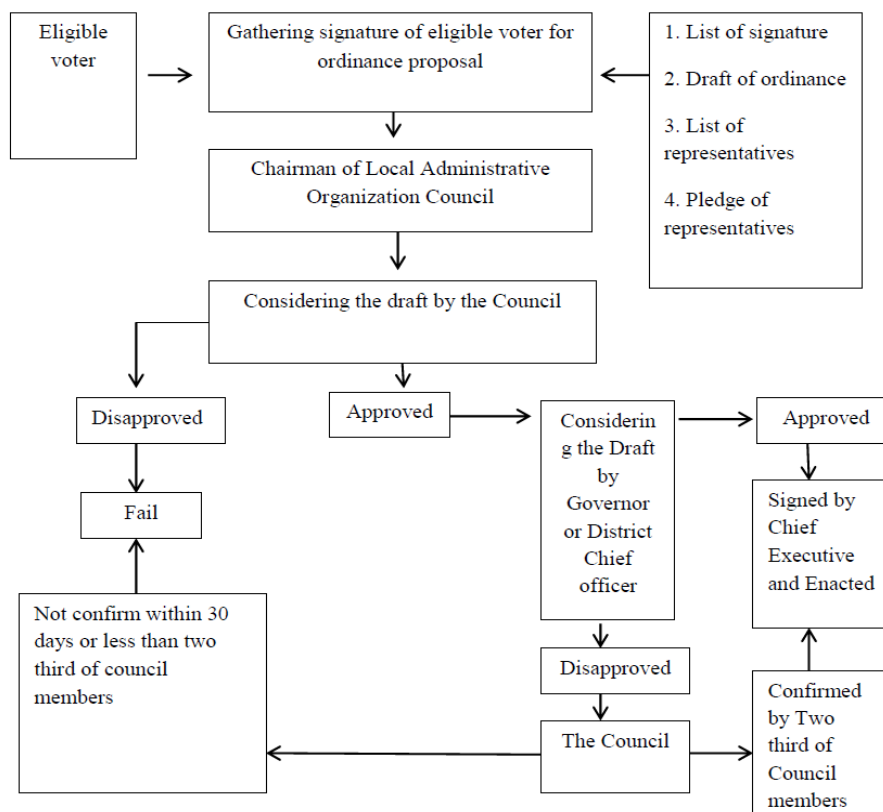 Eligible
voter
Gathering signature of eligible voter for
ordinance proposal
1. List of signature
2. Draft of ordinance
3. List of
representatives
4. Pledge of
representatives
Chairman of Local Administrative
Organization Council
Considering the draft by the Council
Disapproved
Approved
Considerin
g the Draft
by
Governor
or District
Chief
officer
Approved
Fail
Signed by
Chief
Executive
and Enacted
Not confirm within 30
days or less than two
third of council
members
Disapproved
The Council
Confirmed
by Two
third of
Council
members